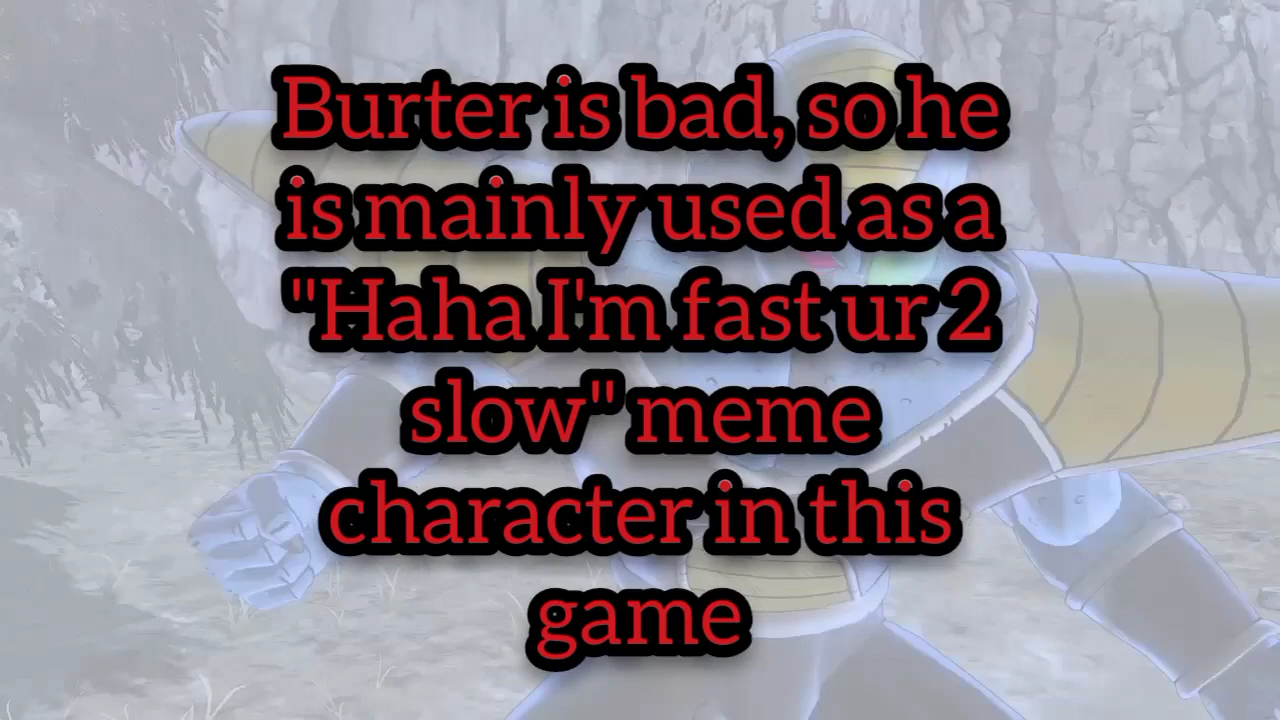 Burter is bad, so he
is mainly used as a
"Haha I'm fast ur 2
slow" meme
character in this
game